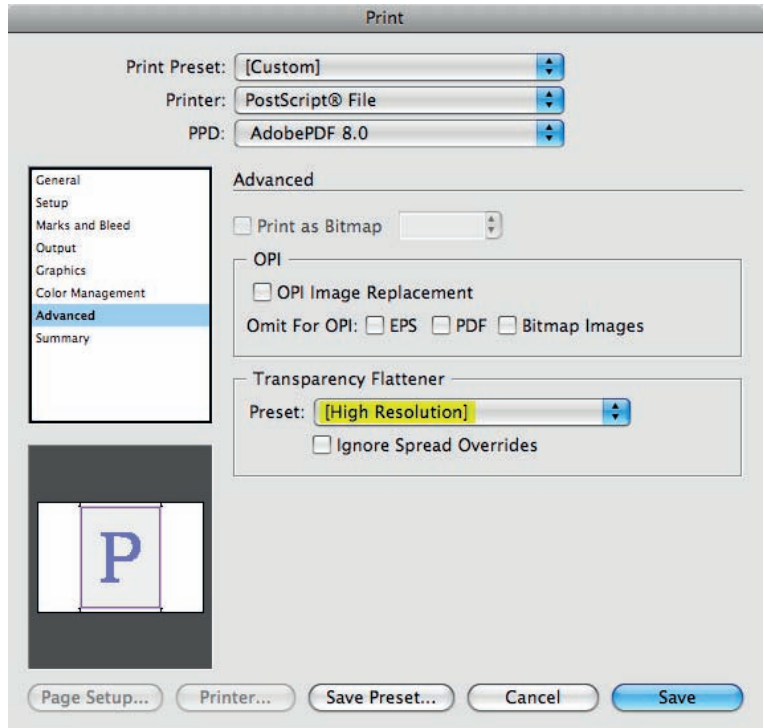 Print
Print Preset: [Custom]
Printer: PostScript® File
PPD: AdobePDF 8.0
General
Setup
Marks and Bleed
Output
Graphics
Color Management
Advanced
Summary
Advanced
Print as Bitmap
OPI
OPI Image Replacement
Omit For OPI: EPS PDF Bitmap Images
Transparency Flattener
Preset: [High Resolution]
Ignore Spread Overrides
P
Page Setup... Printer... Save Preset... Cancel Save